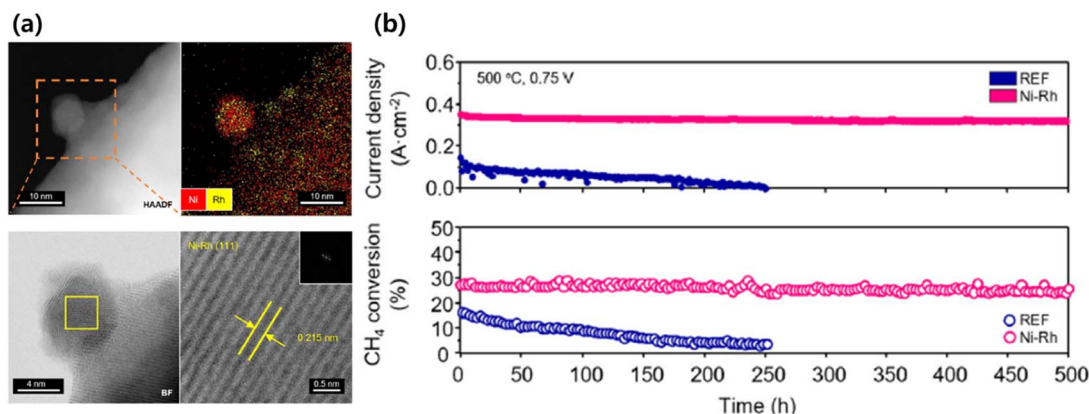 (a)
10 nm
HAADF
Ni Rh
10 nm
4 nm
BF
Ni-Rh (111)
0.215 nm
0.5 nm
(b)
500 °C, 0.75 V
REF
Ni-Rh
Current density
(A·cm⁻²)
0.6
0.4
0.2
0.0
CH₄ conversion
(%)
50
40
30
20
10
0
REF
Ni-Rh
0 50 100 150 200 250 300 350 400 450 500
Time (h)